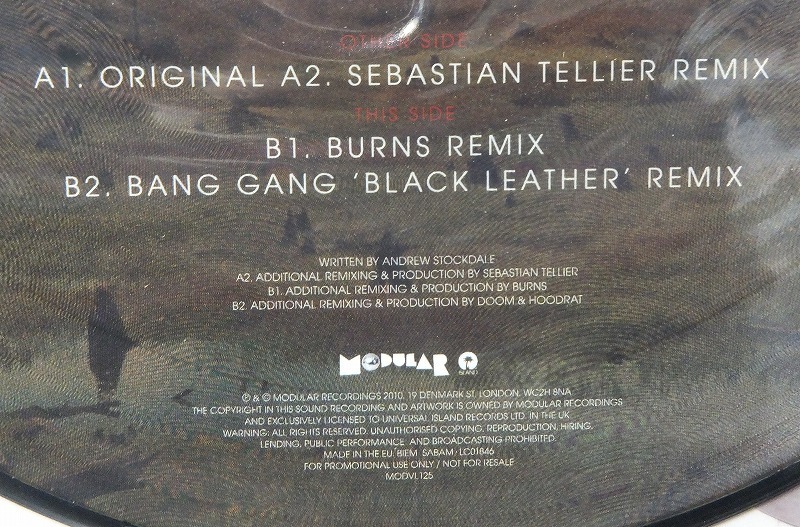 OTHER SIDE
A1. ORIGINAL A2. SEBASTIAN TELLIER REMIX
THIS SIDE
B1. BURNS REMIX
B2. BANG GANG ‘BLACK LEATHER’ REMIX
WRITTEN BY ANDREW STOCKDALE
A2. ADDITIONAL REMIXING & PRODUCTION BY SEBASTIAN TELLIER
B1. ADDITIONAL REMIXING & PRODUCTION BY BURNS
B2. ADDITIONAL REMIXING & PRODUCTION BY DOOM & HOODRAT
MODULAR ISLAND
℗ & © MODULAR RECORDINGS 2010. 19 DENMARK ST. LONDON. WC2H 8NA
THE COPYRIGHT IN THIS SOUND RECORDING AND ARTWORK IS OWNED BY MODULAR RECORDINGS
AND EXCLUSIVELY LICENSED TO UNIVERSAL ISLAND RECORDS LTD. IN THE UK.
WARNING: ALL RIGHTS RESERVED. UNAUTHORISED COPYING, REPRODUCTION, HIRING,
LENDING, PUBLIC PERFORMANCE AND BROADCASTING PROHIBITED.
MADE IN THE EU. BIEM SABAM · LC01846
FOR PROMOTIONAL USE ONLY / NOT FOR RESALE
MODVL125